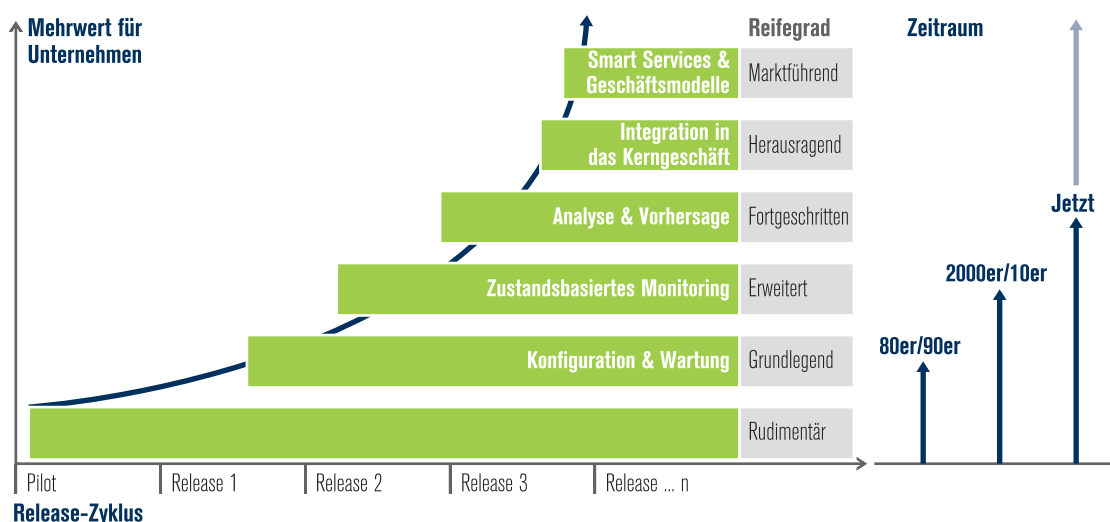 Mehrwert für
Unternehmen
Reifegrad
Zeitraum
Smart Services &
Geschäftsmodelle
Marktführend
Integration in
das Kerngeschäft
Herausragend
Analyse & Vorhersage
Fortgeschritten
Jetzt
Zustandsbasiertes Monitoring
Erweitert
2000er/10er
Konfiguration & Wartung
Grundlegend
80er/90er
Rudimentär
Pilot
Release 1
Release 2
Release 3
Release ... n
Release-Zyklus